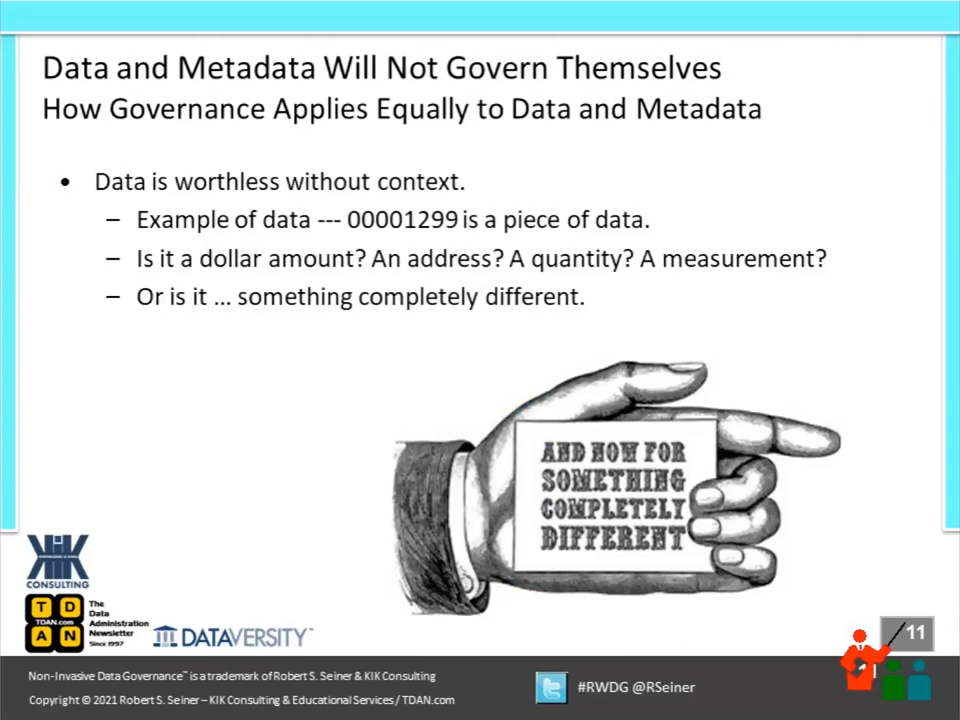 Data and Metadata Will Not Govern Themselves
How Governance Applies Equally to Data and Metadata
• Data is worthless without context.
– Example of data --- 00001299 is a piece of data.
– Is it a dollar amount? An address? A quantity? A measurement?
– Or is it … something completely different.
AND NOW FOR
SOMETHING
COMPLETELY
DIFFERENT
KIK
CONSULTING
T D
TDAN.com
A N
The
Data
Administration
Newsletter
Since 1997
DATAVERSITY™
11
Non-Invasive Data Governance™ is a trademark of Robert S. Seiner & KIK Consulting
Copyright © 2021 Robert S. Seiner – KIK Consulting & Educational Services / TDAN.com
#RWDG @RSeiner